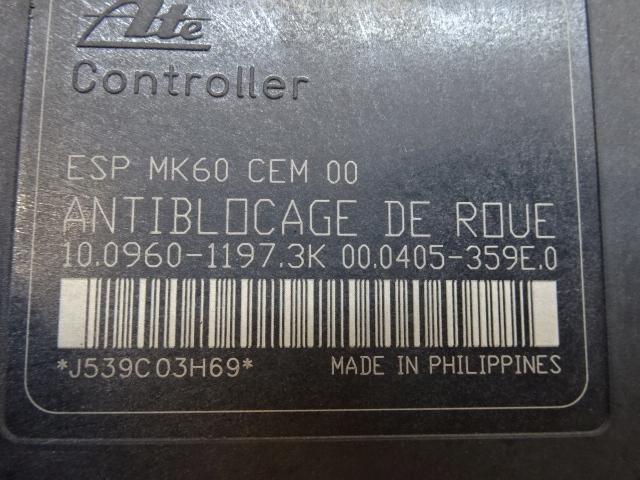 Ate
Controller
ESP MK60 CEM 00
ANTIBLOCAGE DE ROUE
10.0960-1197.3K 00.0405-359E.0
*J539C03H69*
MADE IN PHILIPPINES